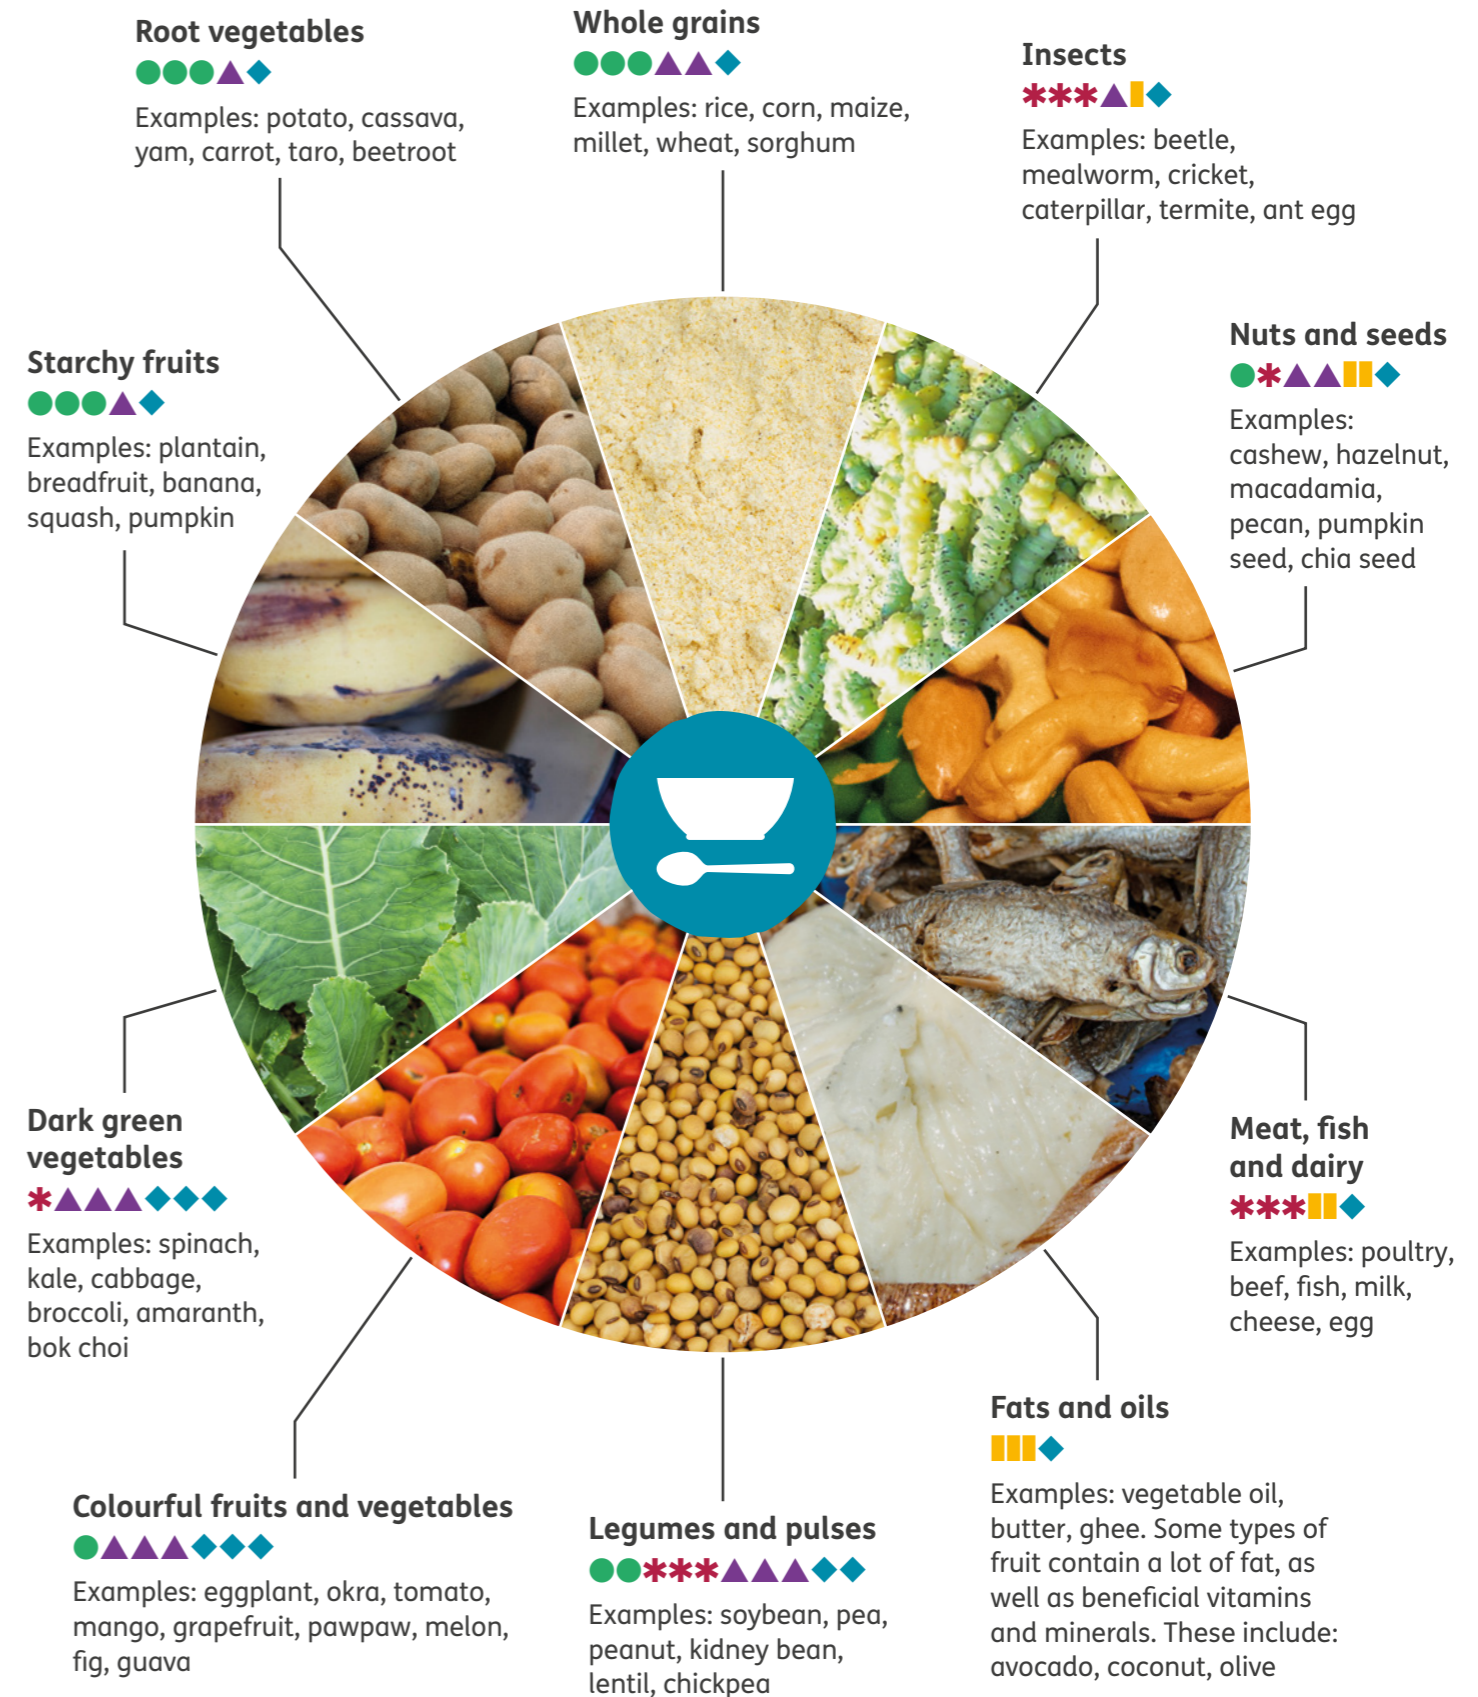 Root vegetables
Examples: potato, cassava,
yam, carrot, taro, beetroot
Whole grains
Examples: rice, corn, maize,
millet, wheat, sorghum
Insects
Examples: beetle,
mealworm, cricket,
caterpillar, termite, ant egg
Nuts and seeds
Examples:
cashew, hazelnut,
macadamia,
pecan, pumpkin
seed, chia seed
Starchy fruits
Examples: plantain,
breadfruit, banana,
squash, pumpkin
Dark green
vegetables
Examples: spinach,
kale, cabbage,
broccoli, amaranth,
bok choi
Meat, fish
and dairy
Examples: poultry,
beef, fish, milk,
cheese, egg
Colourful fruits and vegetables
Examples: eggplant, okra, tomato,
mango, grapefruit, pawpaw, melon,
fig, guava
Legumes and pulses
Examples: soybean, pea,
peanut, kidney bean,
lentil, chickpea
Fats and oils
Examples: vegetable oil,
butter, ghee. Some types of
fruit contain a lot of fat, as
well as beneficial vitamins
and minerals. These include:
avocado, coconut, olive